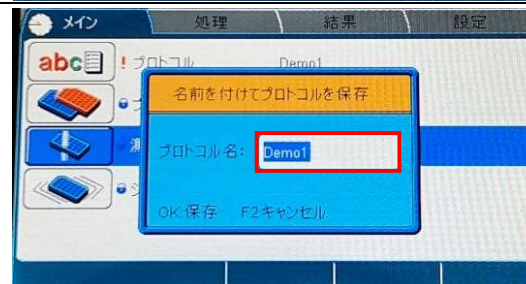 メイン 処理 結果 設定
abc ! プロトコル Demo1
名前を付けてプロトコルを保存
プロトコル名: Demo1
OK 保存 F2キャンセル